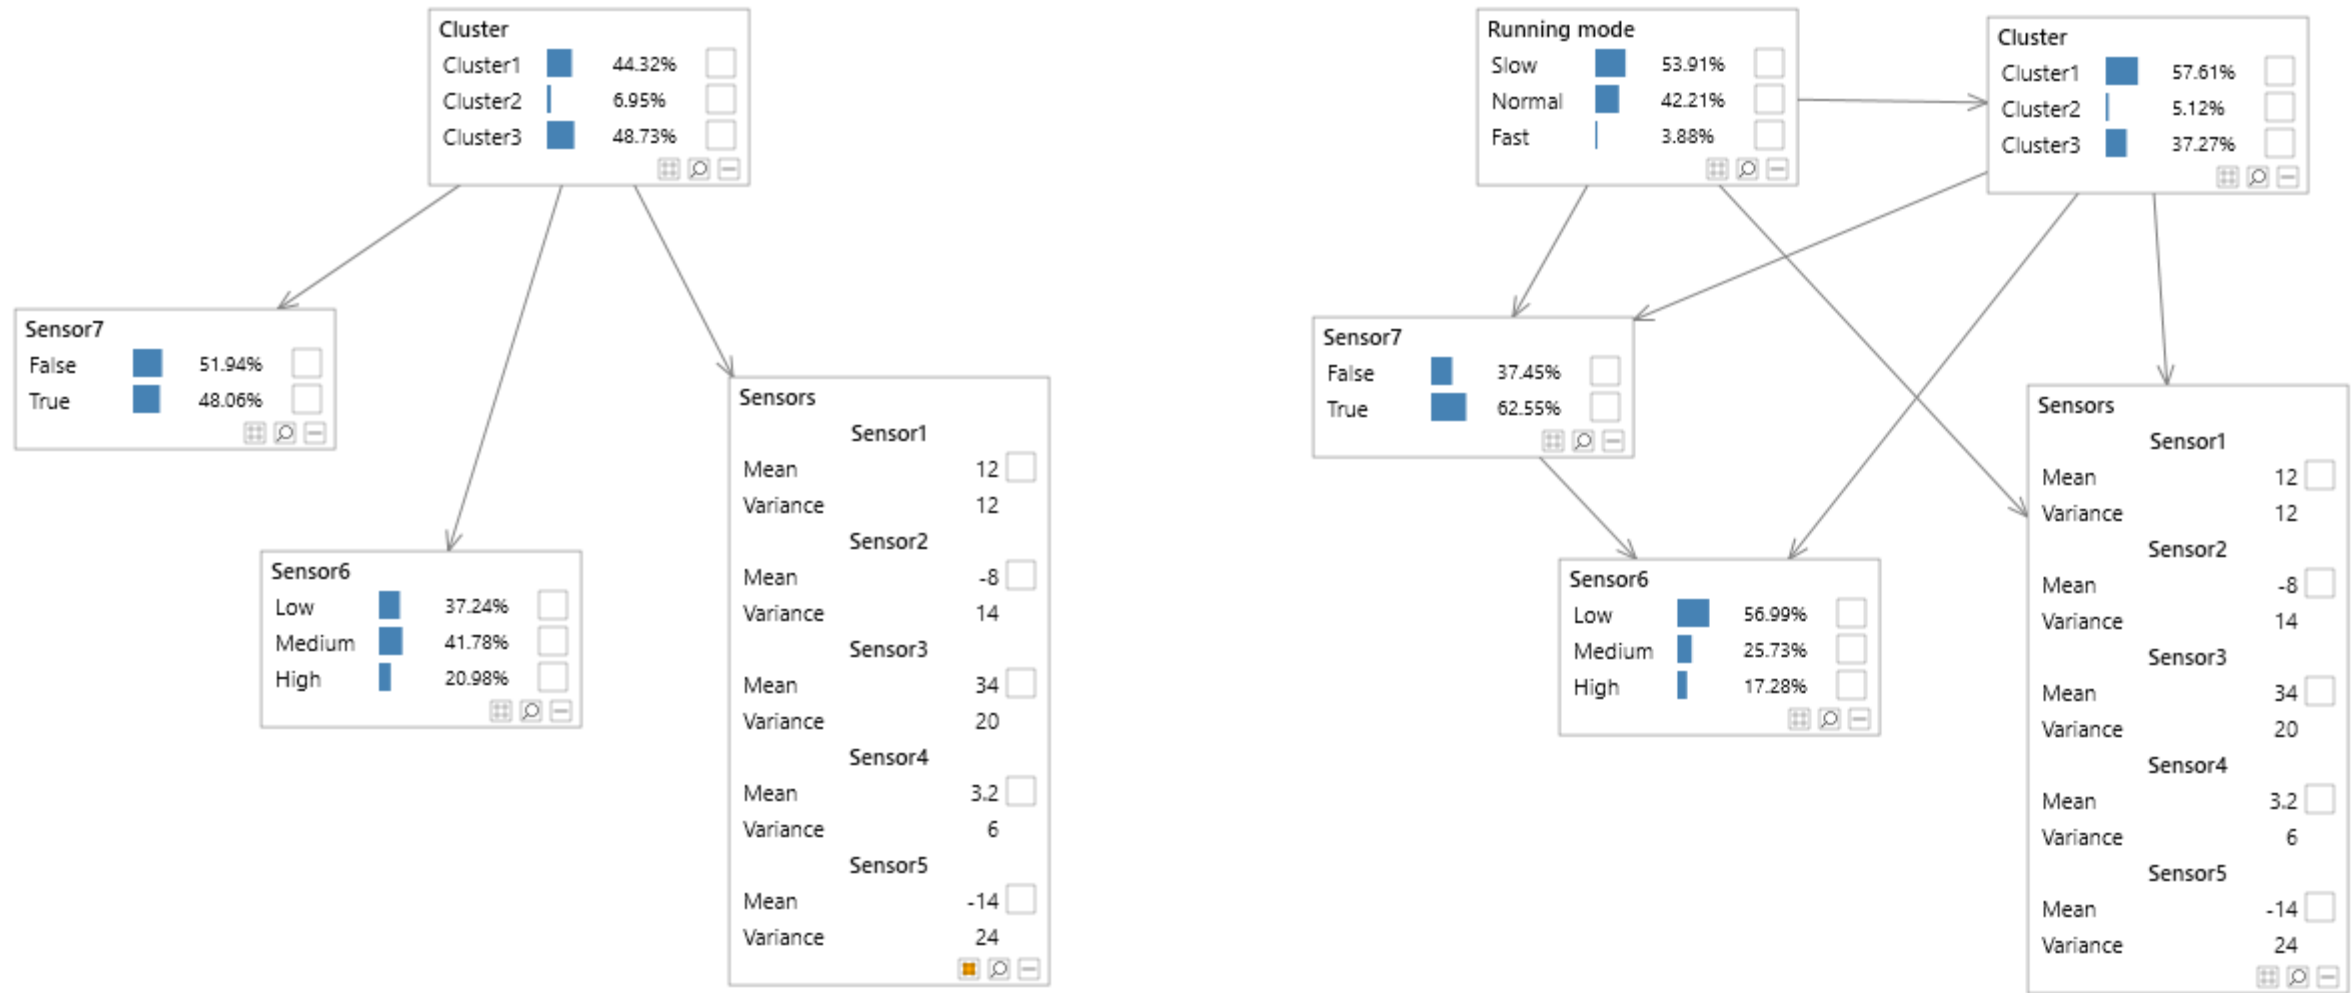 Cluster
Cluster1 44.32%
Cluster2 6.95%
Cluster3 48.73%
Sensor7
False 51.94%
True 48.06%
Sensor6
Low 37.24%
Medium 41.78%
High 20.98%
Sensors
Sensor1
Mean 12
Variance 12
Sensor2
Mean -8
Variance 14
Sensor3
Mean 34
Variance 20
Sensor4
Mean 3.2
Variance 6
Sensor5
Mean -14
Variance 24
Running mode
Slow 53.91%
Normal 42.21%
Fast 3.88%
Cluster
Cluster1 57.61%
Cluster2 5.12%
Cluster3 37.27%
Sensor7
False 37.45%
True 62.55%
Sensor6
Low 56.99%
Medium 25.73%
High 17.28%
Sensors
Sensor1
Mean 12
Variance 12
Sensor2
Mean -8
Variance 14
Sensor3
Mean 34
Variance 20
Sensor4
Mean 3.2
Variance 6
Sensor5
Mean -14
Variance 24